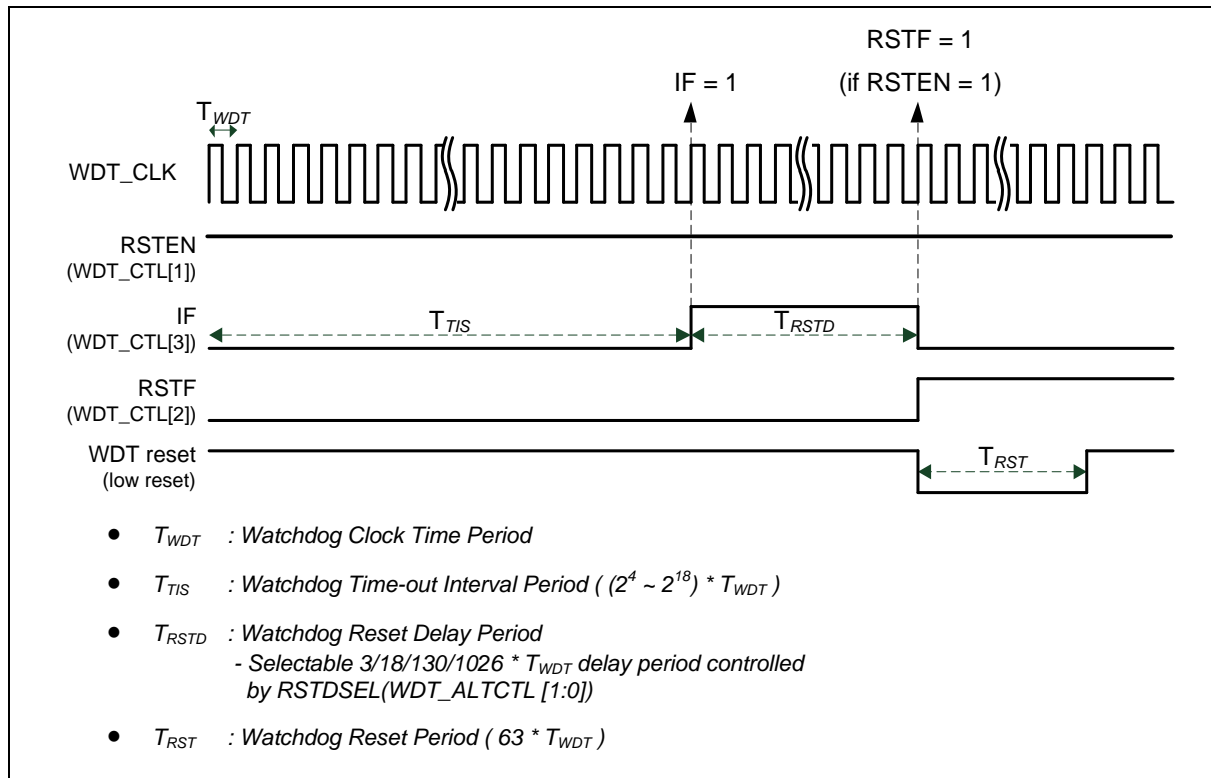 RSTF = 1
IF = 1 (if RSTEN = 1)
TWDT
WDT_CLK
RSTEN
(WDT_CTL[1])
IF
(WDT_CTL[3])
TTIS
TRSTD
RSTF
(WDT_CTL[2])
WDT reset
(low reset)
TRST
• TWDT : Watchdog Clock Time Period
• TTIS : Watchdog Time-out Interval Period ( (2^4 ~ 2^18) * TWDT )
• TRSTD : Watchdog Reset Delay Period
- Selectable 3/18/130/1026 * TWDT delay period controlled
by RSTDSEL(WDT_ALTCTL [1:0])
• TRST : Watchdog Reset Period ( 63 * TWDT )